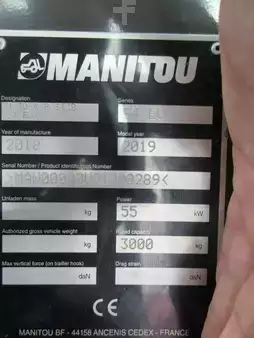 MANITOU
Designation Series
Year of manufacture Model year
2018 2019
Serial Number / Product Identification Number
Unladen mass Power
kg 55 kW
Authorized gross vehicle weight Rated capacity
kg 3000 kg
Max vertical force (on trailer hook) Drag strain
daN daN
CE
MANITOU BF - 44158 ANCENIS CEDEX - FRANCE